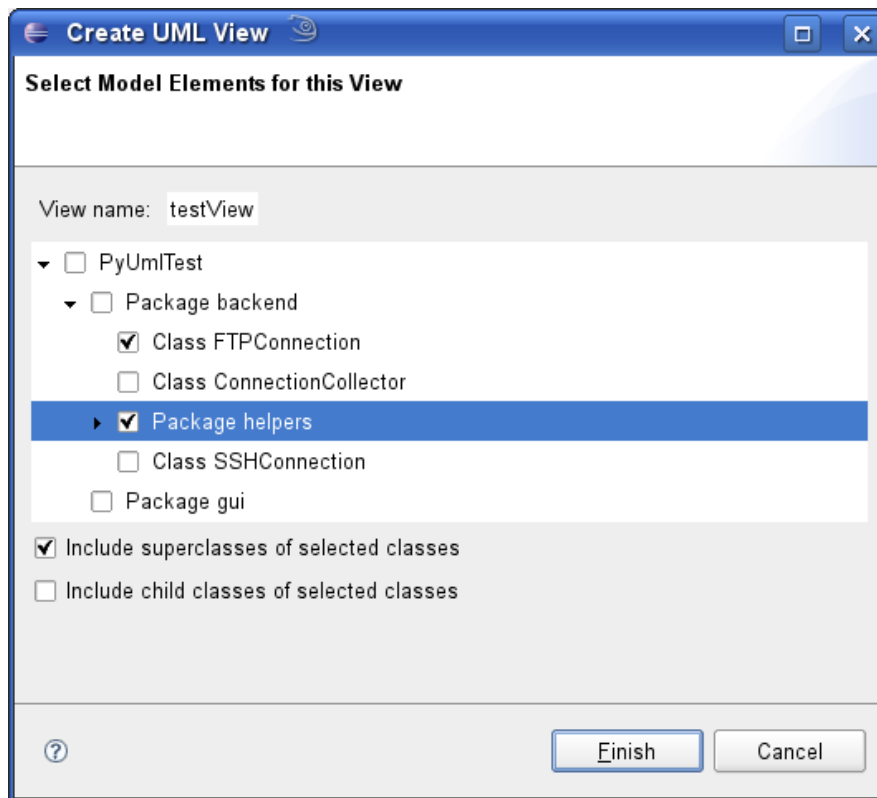 Create UML View
Select Model Elements for this View
View name: testView
PyUmlTest
Package backend
Class FTPConnection
Class ConnectionCollector
Package helpers
Class SSHConnection
Package gui
Include superclasses of selected classes
Include child classes of selected classes
Finish Cancel